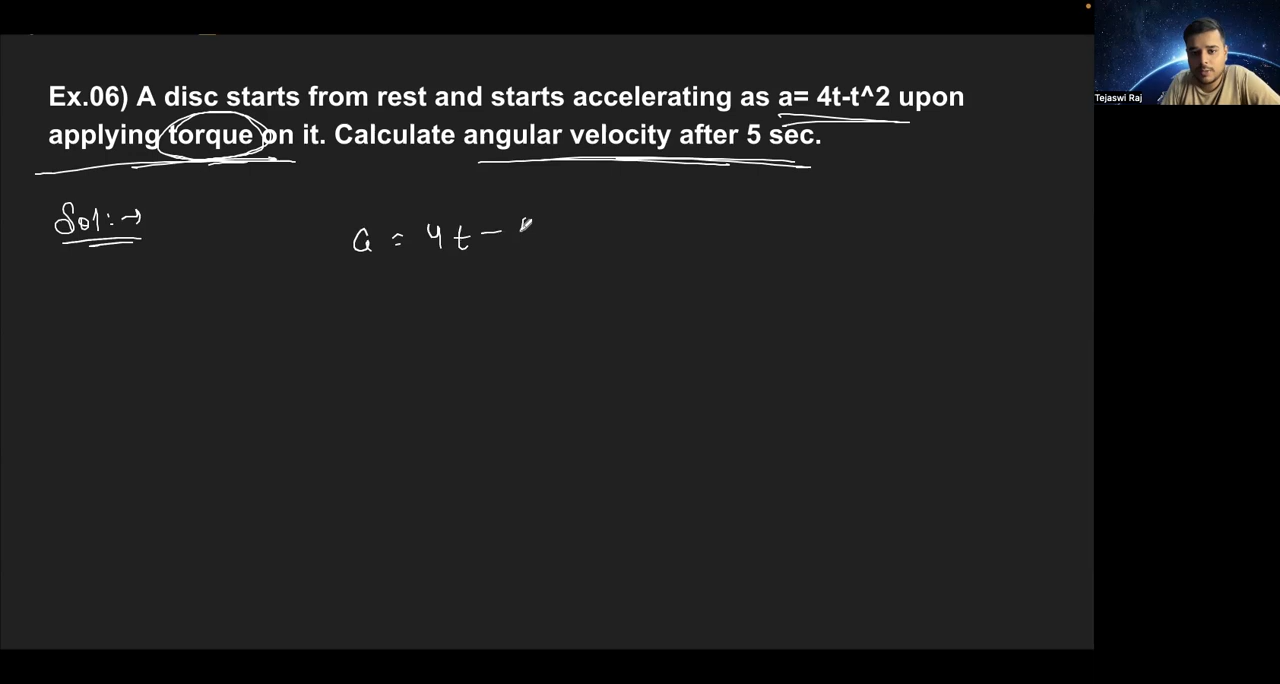 Ex.06) A disc starts from rest and starts accelerating as a= 4t-t^2 upon
applying torque on it. Calculate angular velocity after 5 sec.
Sol:→
a = 4t -
Tejaswi Raj